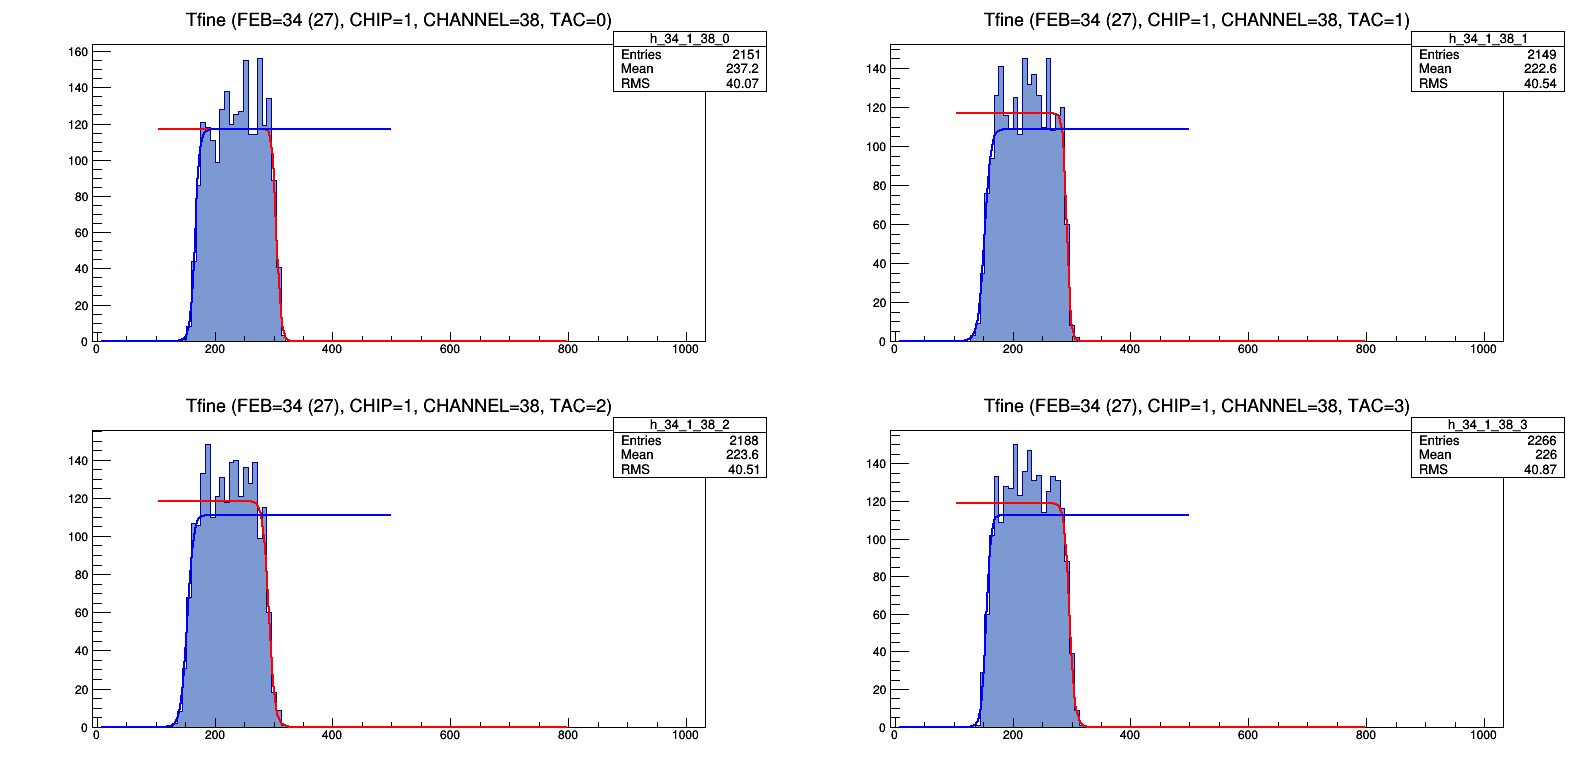 Tfine (FEB=34 (27), CHIP=1, CHANNEL=38, TAC=0)
h_34_1_38_0
Entries 2151
Mean 237.2
RMS 40.07
160
140
120
100
80
60
40
20
0
0 200 400 600 800 1000
Tfine (FEB=34 (27), CHIP=1, CHANNEL=38, TAC=1)
h_34_1_38_1
Entries 2149
Mean 222.6
RMS 40.54
140
120
100
80
60
40
20
0
0 200 400 600 800 1000
Tfine (FEB=34 (27), CHIP=1, CHANNEL=38, TAC=2)
h_34_1_38_2
Entries 2188
Mean 223.6
RMS 40.51
140
120
100
80
60
40
20
0
0 200 400 600 800 1000
Tfine (FEB=34 (27), CHIP=1, CHANNEL=38, TAC=3)
h_34_1_38_3
Entries 2266
Mean 226
RMS 40.87
140
120
100
80
60
40
20
0
0 200 400 600 800 1000